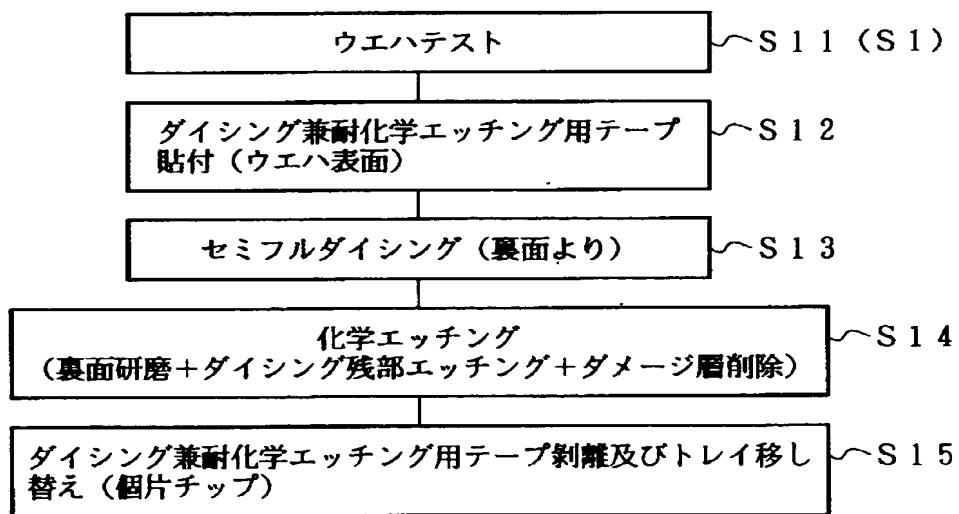 ウエハテスト
S11(S1)
ダイシング兼耐化学エッチング用テープ
貼付(ウエハ表面)
S12
セミフルダイシング(裏面より)
S13
化学エッチング
(裏面研磨+ダイシング残部エッチング+ダメージ層削除)
S14
ダイシング兼耐化学エッチング用テープ剥離及びトレイ移し
替え(個片チップ)
S15